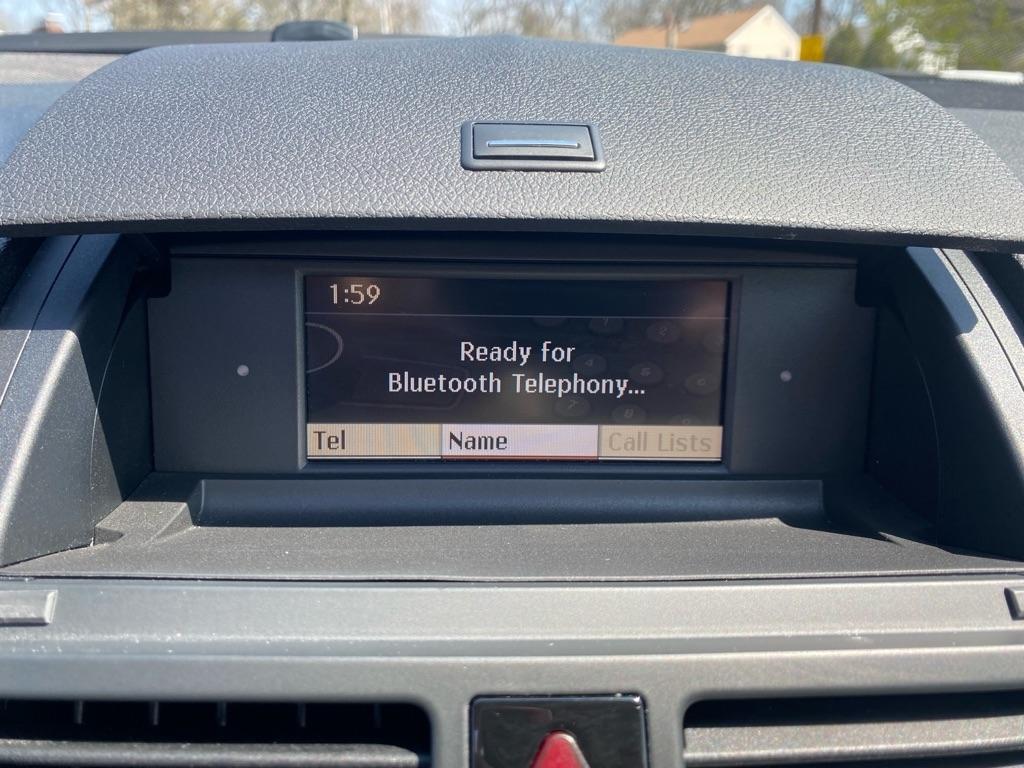 1:59
Ready for
Bluetooth Telephony...
Tel
Name
Call Lists